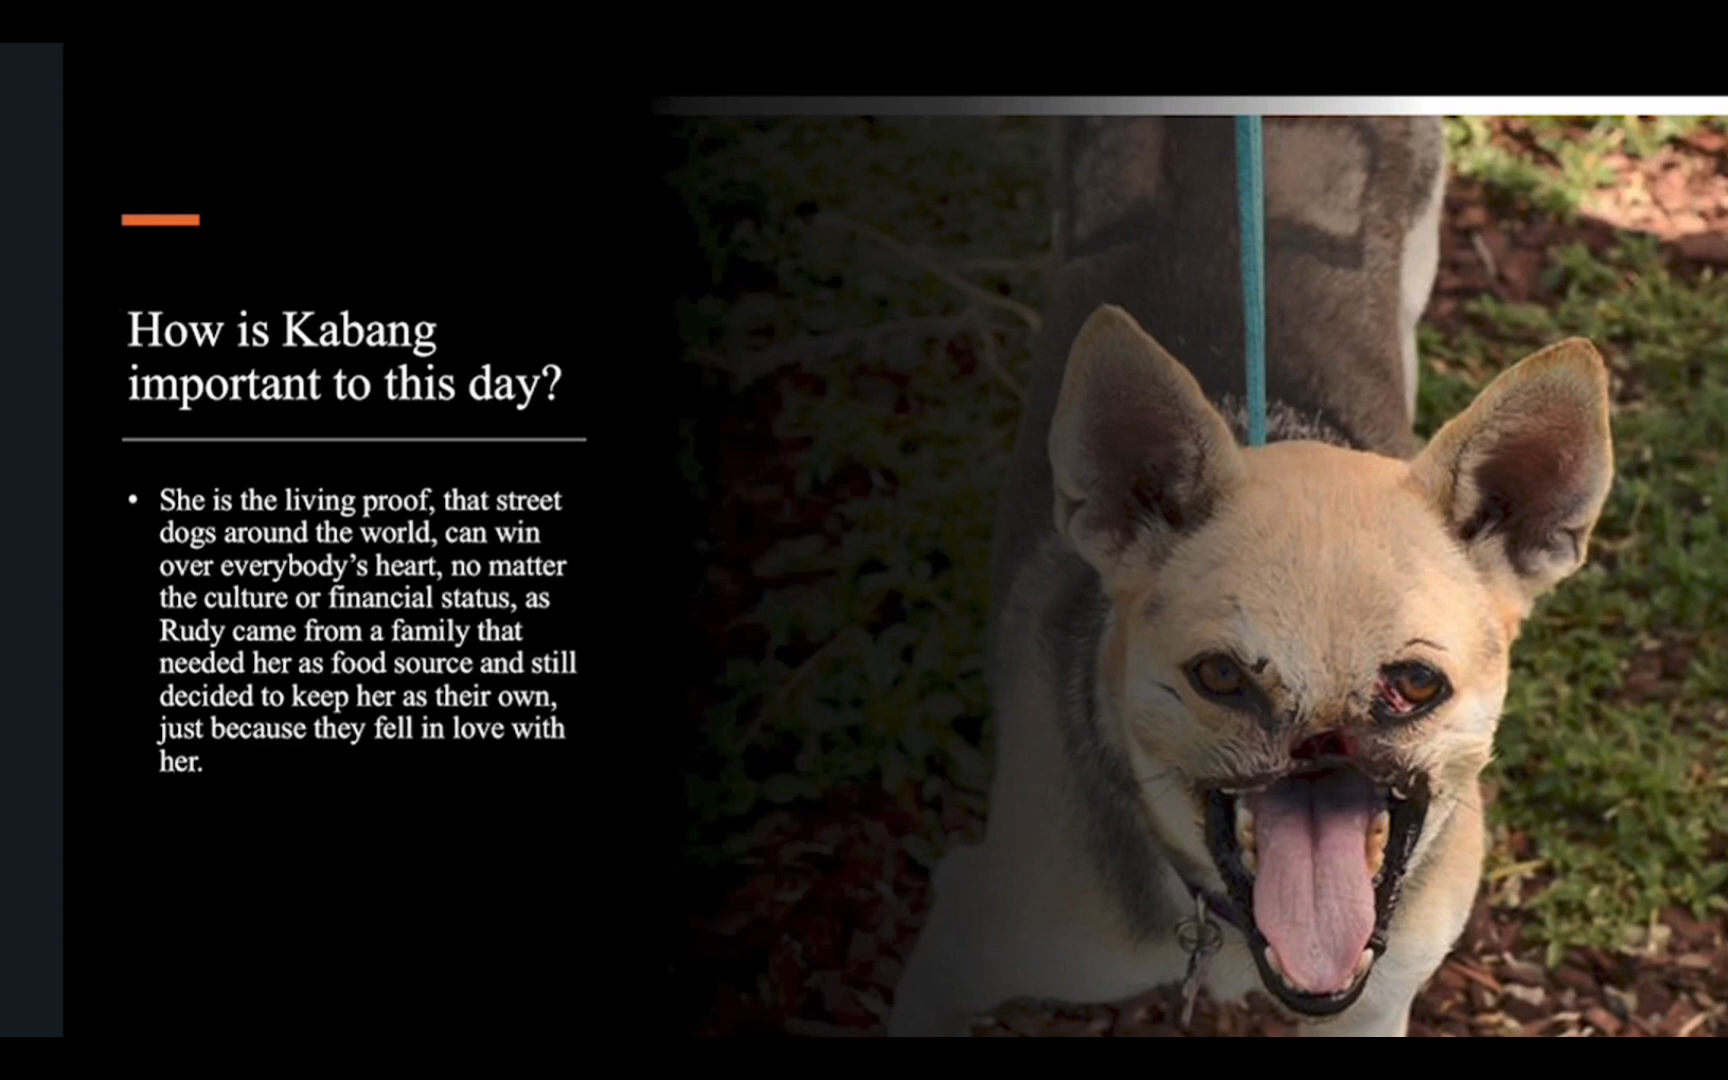 How is Kabang
important to this day?
• She is the living proof, that street
dogs around the world, can win
over everybody’s heart, no matter
the culture or financial status, as
Rudy came from a family that
needed her as food source and still
decided to keep her as their own,
just because they fell in love with
her.